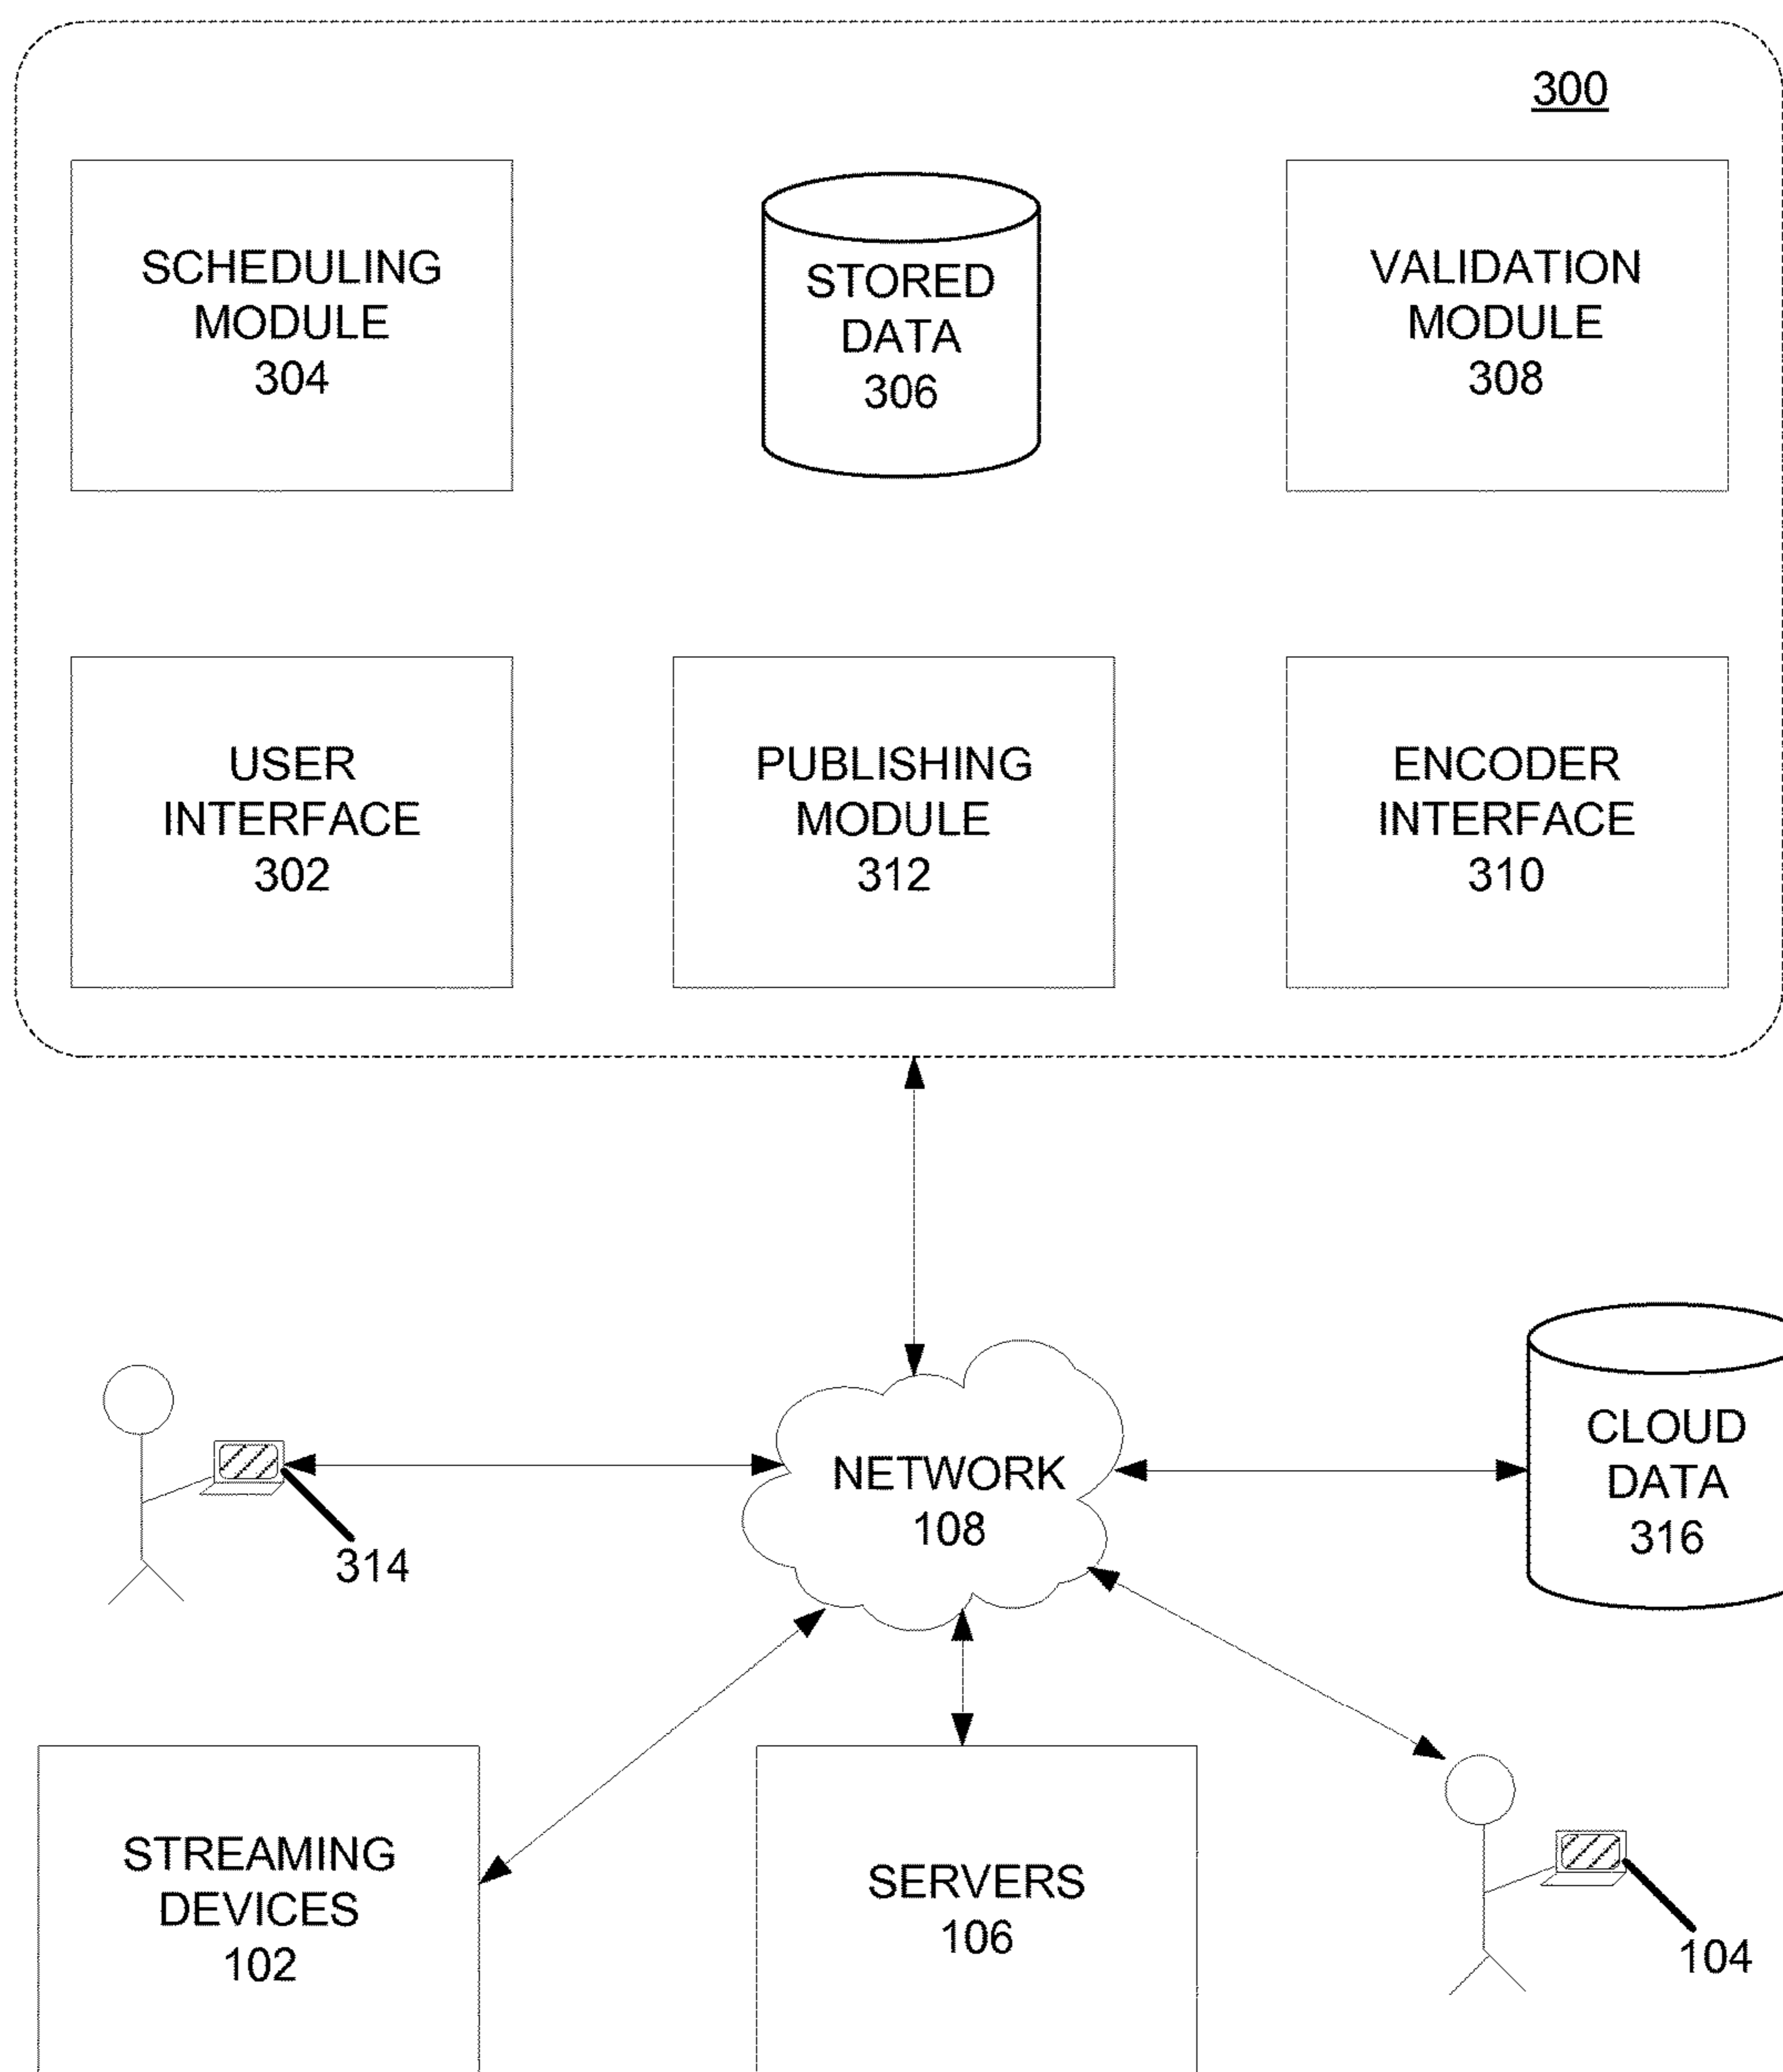 300
SCHEDULING
MODULE
304
STORED
DATA
306
VALIDATION
MODULE
308
USER
INTERFACE
302
PUBLISHING
MODULE
312
ENCODER
INTERFACE
310
NETWORK
108
CLOUD
DATA
316
314
STREAMING
DEVICES
102
SERVERS
106
104